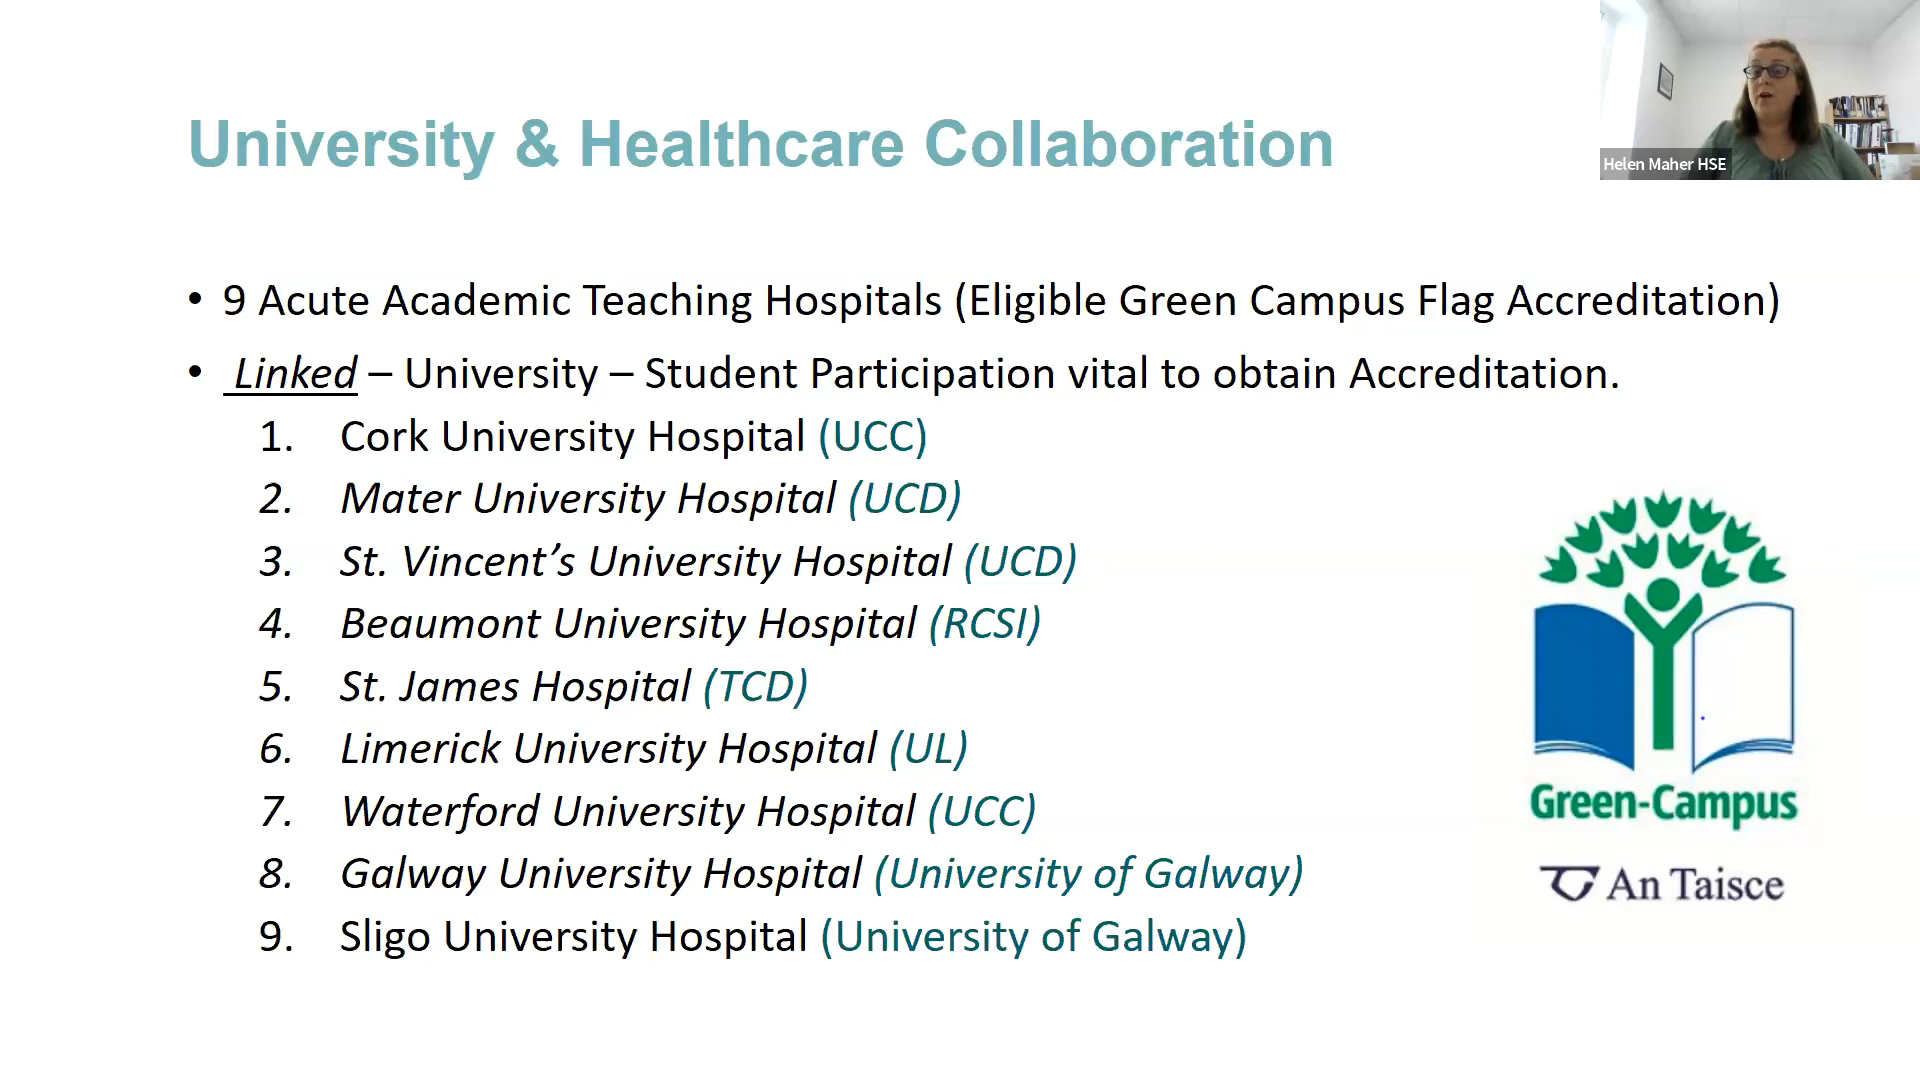 University & Healthcare Collaboration
Helen Maher HSE
• 9 Acute Academic Teaching Hospitals (Eligible Green Campus Flag Accreditation)
• Linked – University – Student Participation vital to obtain Accreditation.
1. Cork University Hospital (UCC)
2. Mater University Hospital (UCD)
3. St. Vincent’s University Hospital (UCD)
4. Beaumont University Hospital (RCSI)
5. St. James Hospital (TCD)
6. Limerick University Hospital (UL)
7. Waterford University Hospital (UCC)
8. Galway University Hospital (University of Galway)
9. Sligo University Hospital (University of Galway)
Green-Campus
An Taisce